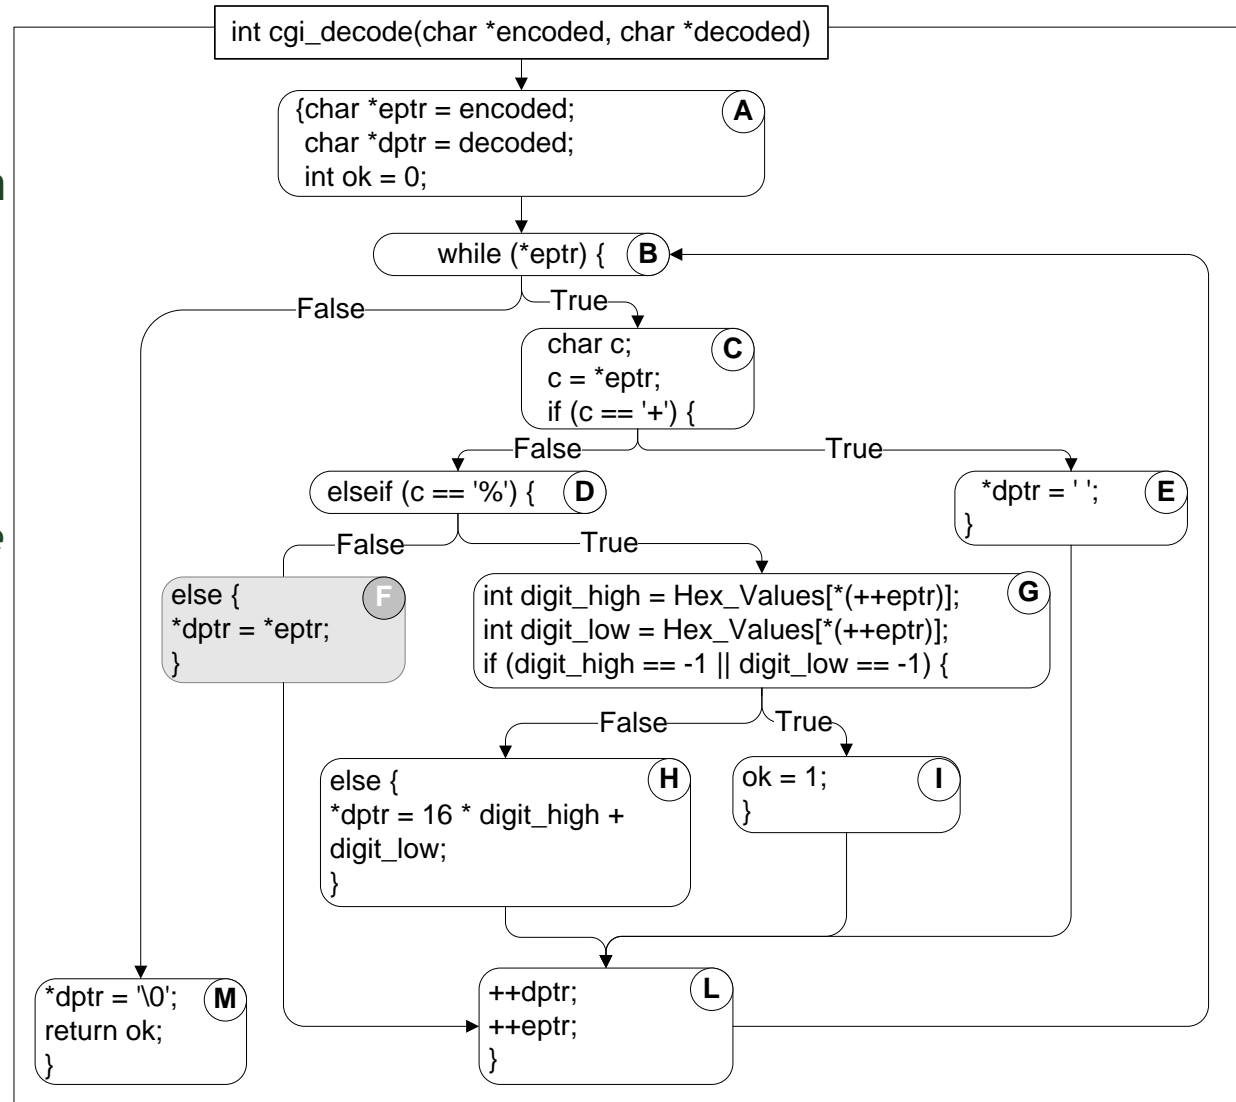 int cgi_decode(char *encoded, char *decoded)
{char *eptr = encoded;
char *dptr = decoded;
int ok = 0;
A
while (*eptr) {
B
False
True
char c;
c = *eptr;
if (c == '+') {
C
False
True
elseif (c == '%') {
D
*dptr = ' ';
}
E
False
True
else {
*dptr = *eptr;
}
F
int digit_high = Hex_Values[*(++eptr)];
int digit_low = Hex_Values[*(++eptr)];
if (digit_high == -1 || digit_low == -1) {
G
False
True
else {
*dptr = 16 * digit_high +
digit_low;
}
H
ok = 1;
}
I
*dptr = '\0';
return ok;
}
M
++dptr;
++eptr;
}
L